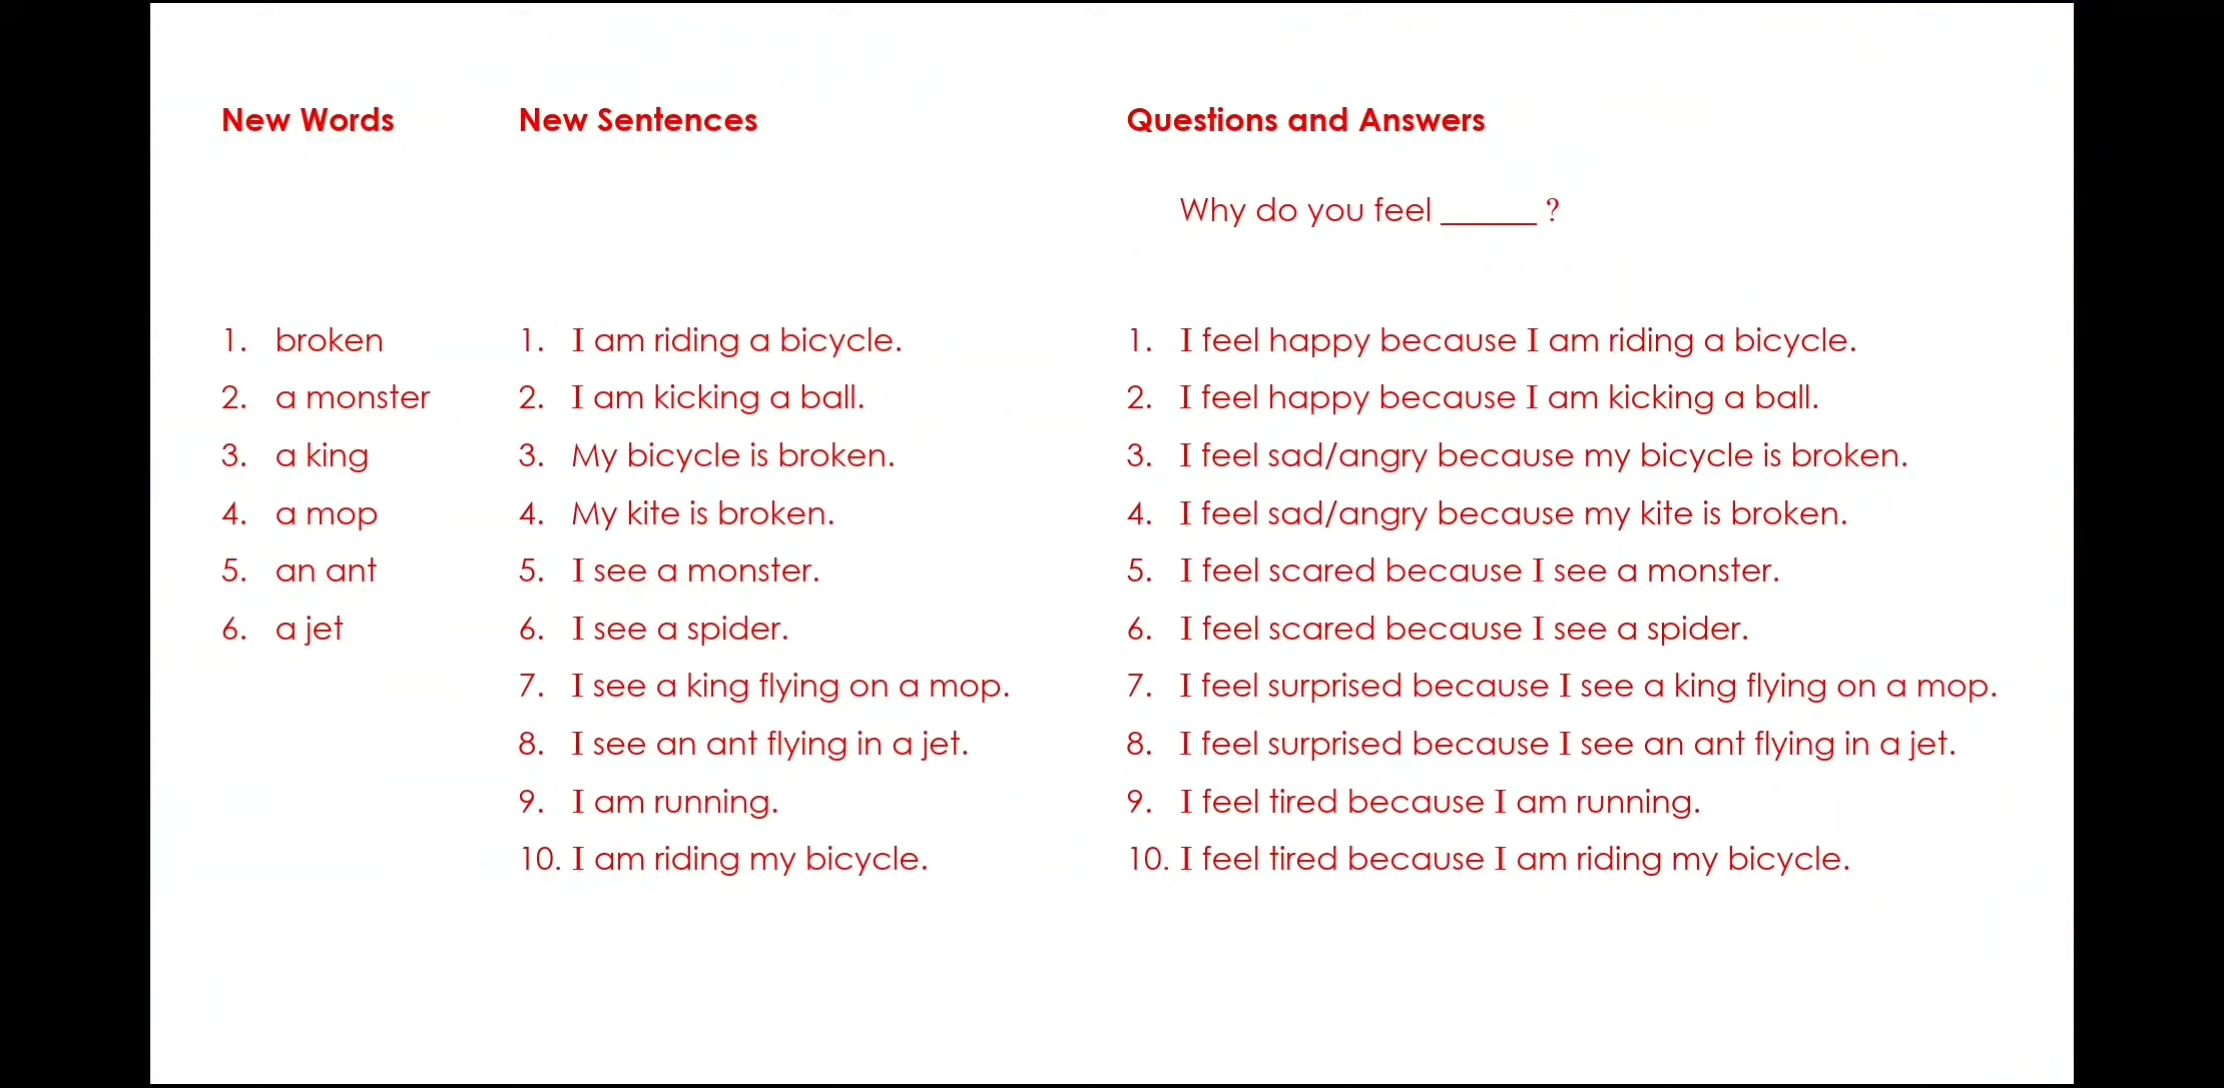 New Words
1. broken
2. a monster
3. a king
4. a mop
5. an ant
6. a jet
New Sentences
1. I am riding a bicycle.
2. I am kicking a ball.
3. My bicycle is broken.
4. My kite is broken.
5. I see a monster.
6. I see a spider.
7. I see a king flying on a mop.
8. I see an ant flying in a jet.
9. I am running.
10. I am riding my bicycle.
Questions and Answers
Why do you feel ______ ?
1. I feel happy because I am riding a bicycle.
2. I feel happy because I am kicking a ball.
3. I feel sad/angry because my bicycle is broken.
4. I feel sad/angry because my kite is broken.
5. I feel scared because I see a monster.
6. I feel scared because I see a spider.
7. I feel surprised because I see a king flying on a mop.
8. I feel surprised because I see an ant flying in a jet.
9. I feel tired because I am running.
10. I feel tired because I am riding my bicycle.